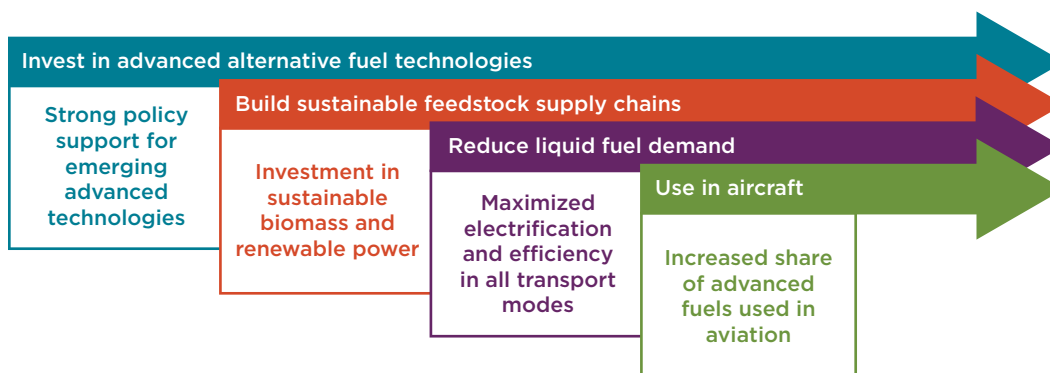 Invest in advanced alternative fuel technologies
Strong policy
support for
emerging
advanced
technologies
Build sustainable feedstock supply chains
Investment in
sustainable
biomass and
renewable power
Reduce liquid fuel demand
Maximized
electrification
and efficiency
in all transport
modes
Use in aircraft
Increased share
of advanced
fuels used in
aviation